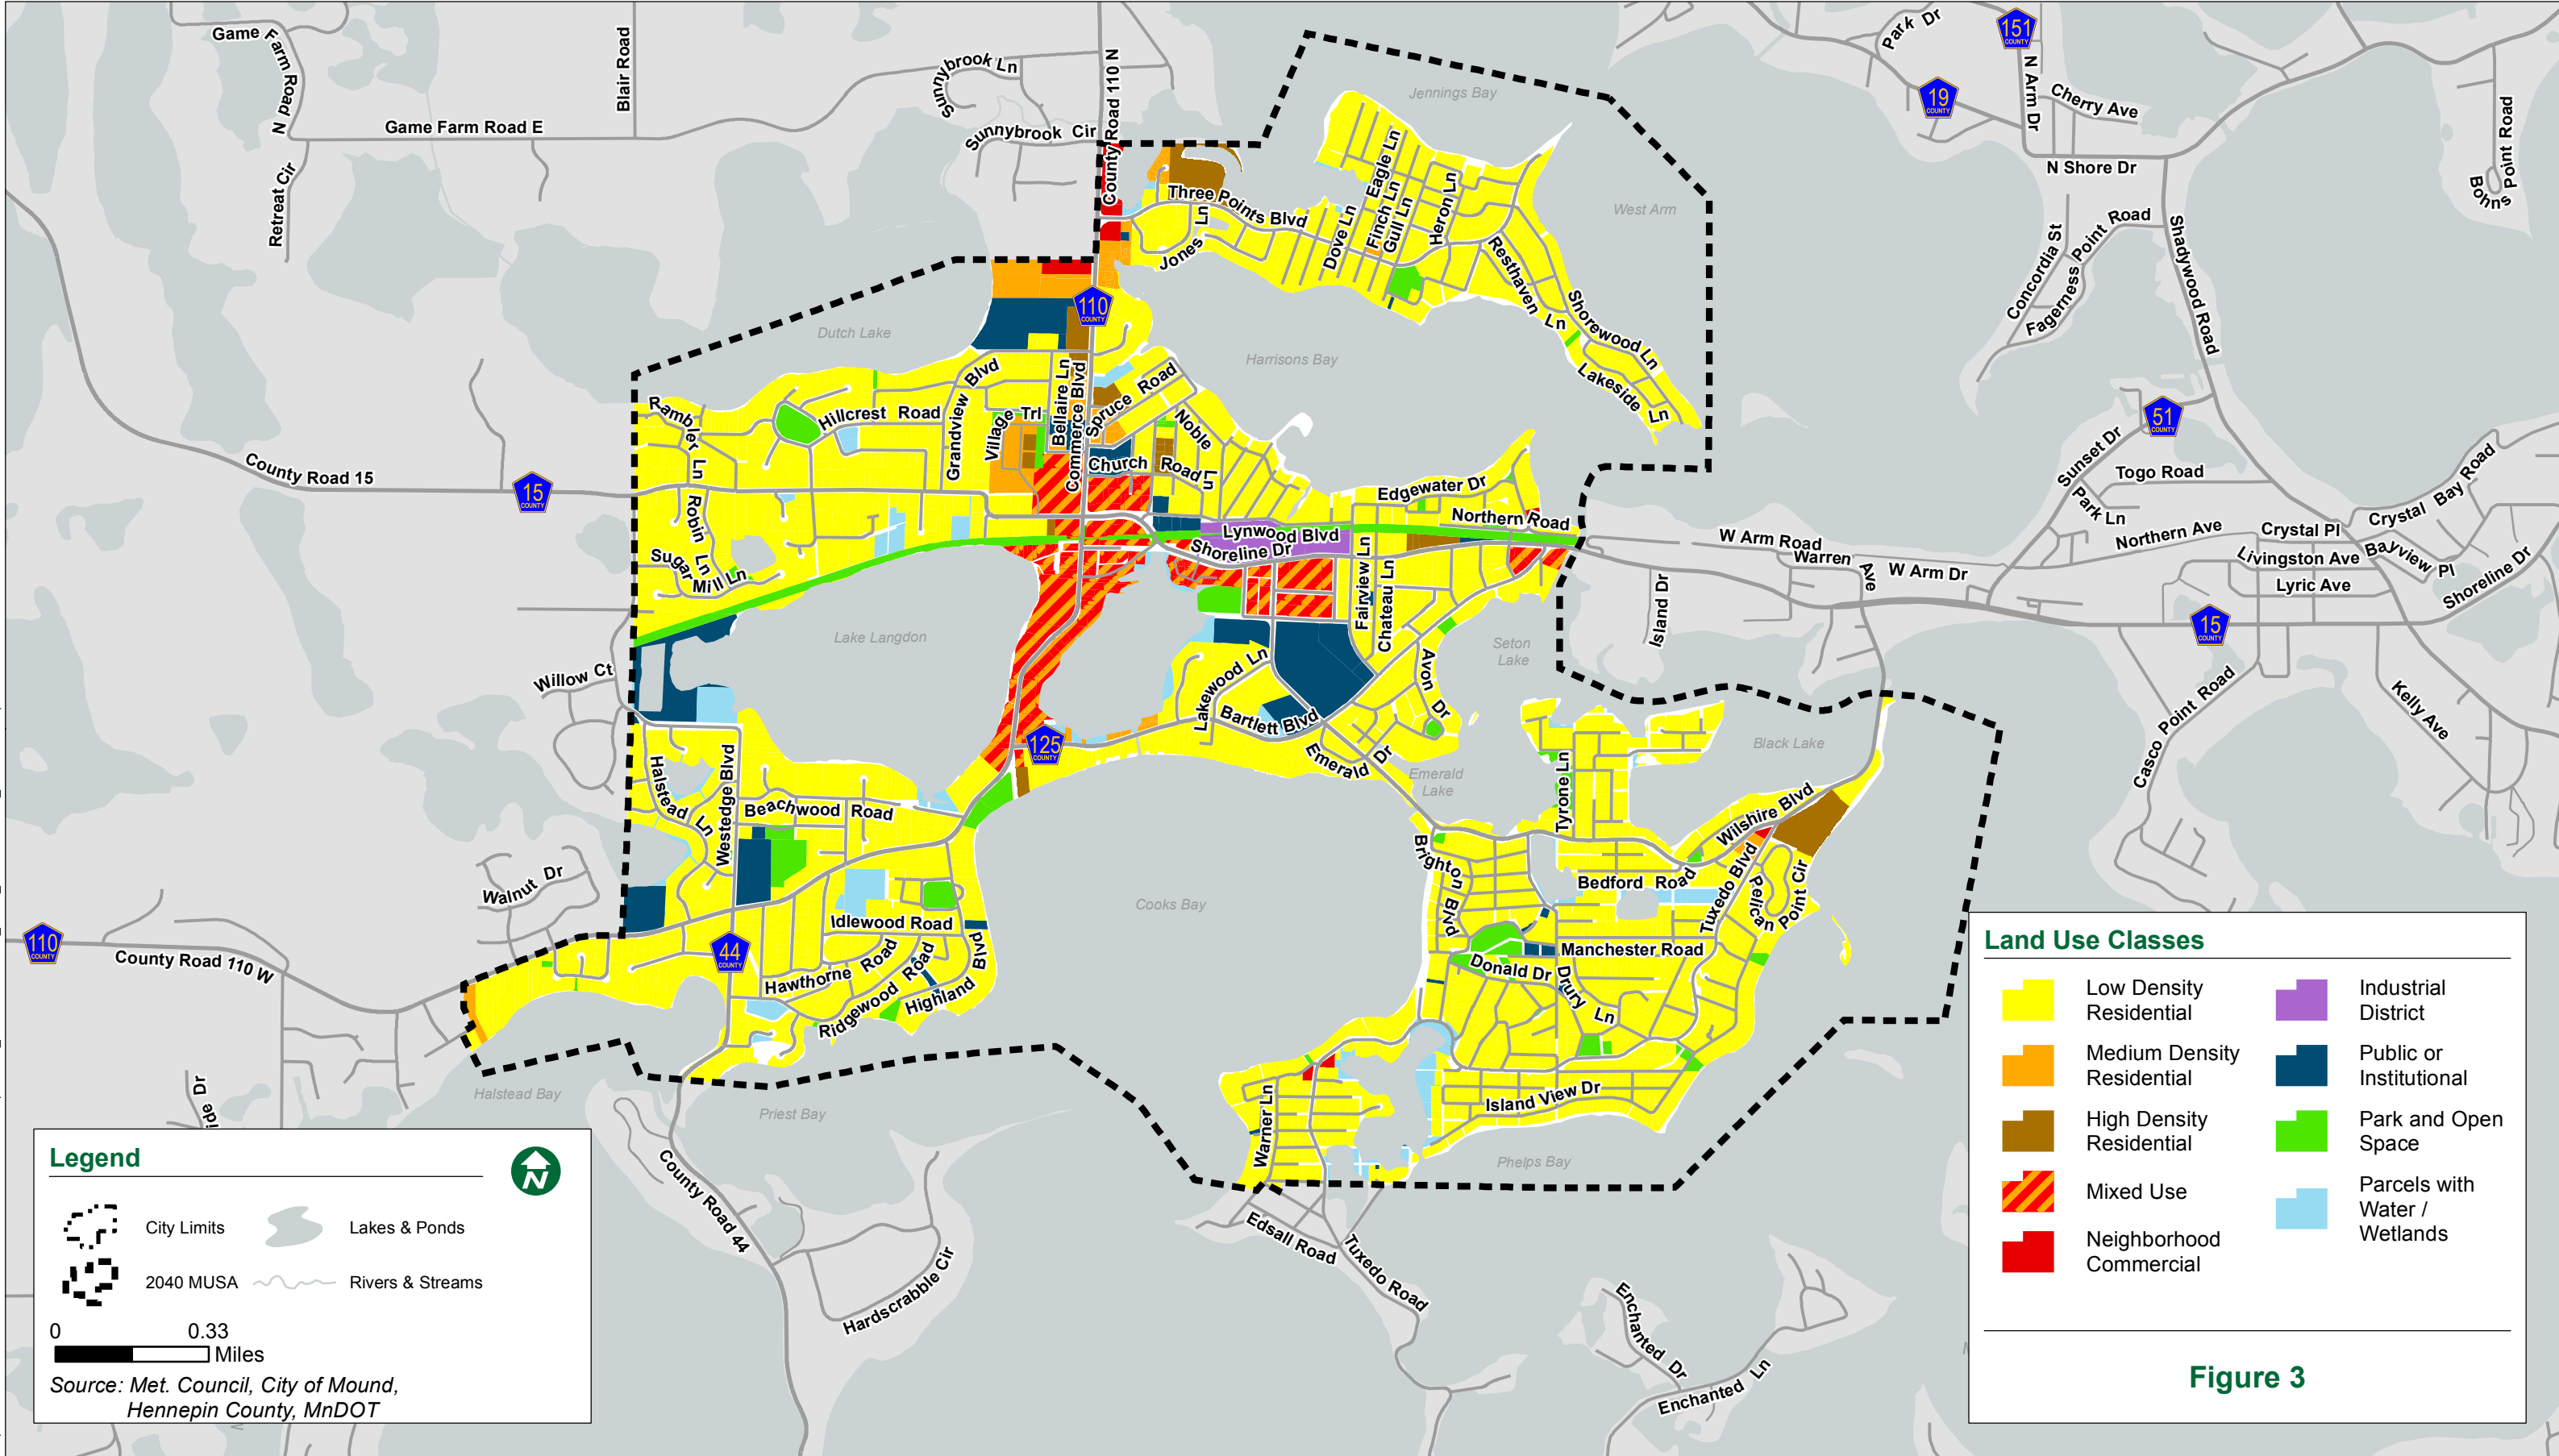 Game Farm Road N
Blair Road
Game Farm Road E
Retreat Cir
Sunnybrook Ln
Sunnybrook Cir
County Road 110 N
Jennings Bay
Park Dr
151
COUNTY
19
COUNTY
N Arm Dr
Cherry Ave
N Shore Dr
Bohns Point Road
Three Points Blvd
Jones Ln
Eagle Ln
Finch Ln
Gull Ln
Dove Ln
Heron Ln
West Arm
Resthaven Ln
Shorewood Ln
Lakeside Ln
Concordia St
Fagerness Point Road
Shadywood Road
110
COUNTY
Dutch Lake
Harrisons Bay
Rambler Ln
Hillcrest Road
Grandview Blvd
Village Trl
Bellaire Ln
Commerce Blvd
Spruce Road
Noble Ln
Church Road
County Road 15
15
COUNTY
Robin Ln
Sugar Mill Ln
Edgewater Dr
Northern Road
Lynwood Blvd
Shoreline Dr
51
COUNTY
Sunset Dr
Togo Road
Park Ln
Northern Ave
Crystal Pl
Crystal Bay Road
W Arm Road
Warren Ave
W Arm Dr
Livingston Ave
Bayview Pl
Lyric Ave
Shoreline Dr
Island Dr
15
COUNTY
Fairview Ln
Chateau Ln
Lake Langdon
Seton
Lake
Willow Ct
Lakewood Ln
Bartlett Blvd
Avon Dr
Emerald Dr
Casco Point Road
Kelly Ave
125
COUNTY
Emerald
Lake
Tyrone Ln
Black Lake
Halstead Ln
Westedge Blvd
Beachwood Road
Wilshire Blvd
Brighton Blvd
Bedford Road
Tuxedo Blvd
Pelican Point Cir
Walnut Dr
Cooks Bay
Idlewood Road
110
COUNTY
County Road 110 W
44
COUNTY
Hawthorne Road
Ridgewood Road
Highland Blvd
Manchester Road
Donald Dr
Drury Ln
Island View Dr
Halstead Bay
Priest Bay
Warner Ln
Phelps Bay
County Road 44
Hardscrabble Cir
Edsall Road
Tuxedo Road
Enchanted Dr
Enchanted Ln
ide Dr
Legend
N
City Limits
Lakes & Ponds
2040 MUSA
Rivers & Streams
0 0.33
Miles
Source: Met. Council, City of Mound,
Hennepin County, MnDOT
Land Use Classes
Low Density
Residential
Medium Density
Residential
High Density
Residential
Mixed Use
Neighborhood
Commercial
Industrial
District
Public or
Institutional
Park and Open
Space
Parcels with
Water /
Wetlands
Figure 3